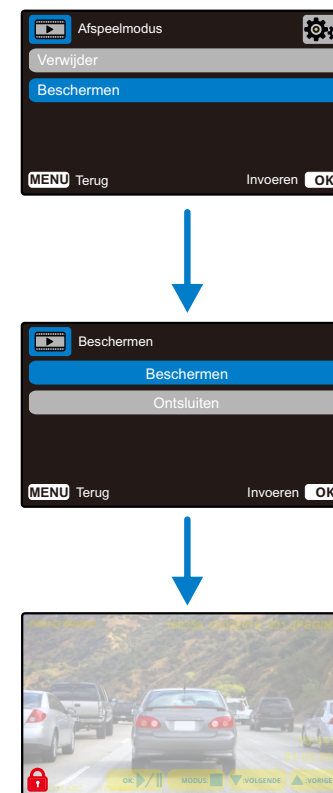 Afspeelmodus
Verwijder
Beschermen
MENU Terug Invoeren OK
Beschermen
Beschermen
Ontsluiten
MENU Terug Invoeren OK
OK: MODUS: :VOLGENDE :VORIGE